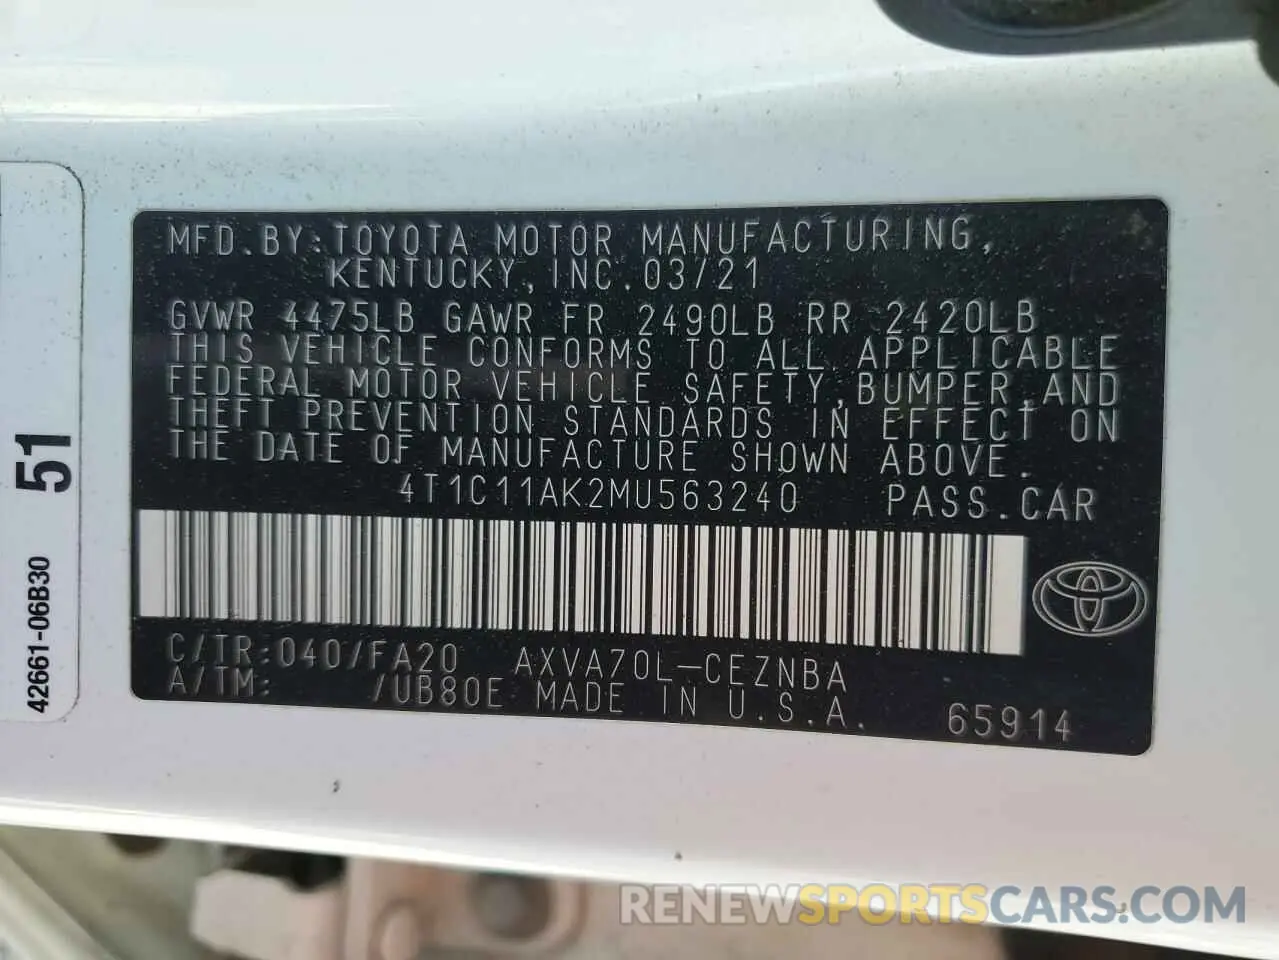 MFD.BY:TOYOTA MOTOR MANUFACTURING,
KENTUCKY,INC.03/21
GVWR 4475LB GAWR FR 2490LB RR 2420LB
THIS VEHICLE CONFORMS TO ALL APPLICABLE
FEDERAL MOTOR VEHICLE SAFETY,BUMPER,AND
THEFT PREVENTION STANDARDS IN EFFECT ON
THE DATE OF MANUFACTURE SHOWN ABOVE.
4T1C11AK2MU563240 PASS.CAR
C/TR:040/FA20 AXVA70L-CEZNBA
A/TM: /UB80E MADE IN U.S.A. 65914
42661-06B30 51
RENEWSPORTSCARS.COM